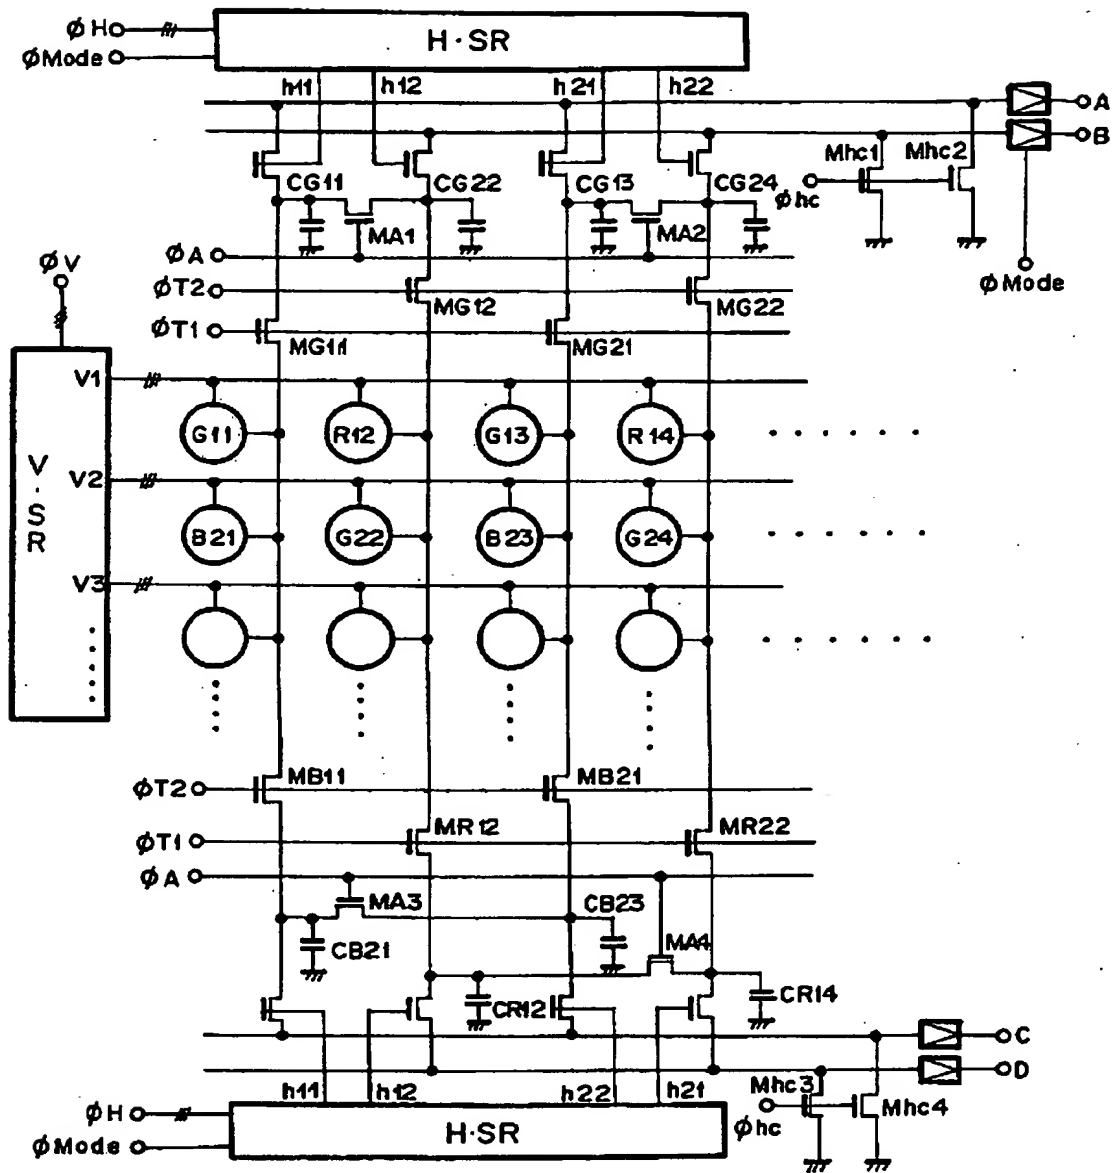 φH
H·SR
φMode
h11 h12 h21 h22
A
B
Mhc1 Mhc2
CG11 CG22 CG13 CG24
φhc
MA1 MA2
φA
φV
φT2
φMode
MG12 MG22
φT1
MG11 MG21
V1
G11 R12 G13 R14
V·SR
V2
B21 G22 B23 G24
V3
MB11 MB21
φT2
MR12 MR22
φT1
φA
MA3 CB23
MA4
CB21
CR12 CR14
C
D
h11 h12 h22 h21
Mhc3
Mhc4
φH
H·SR
φhc
φMode